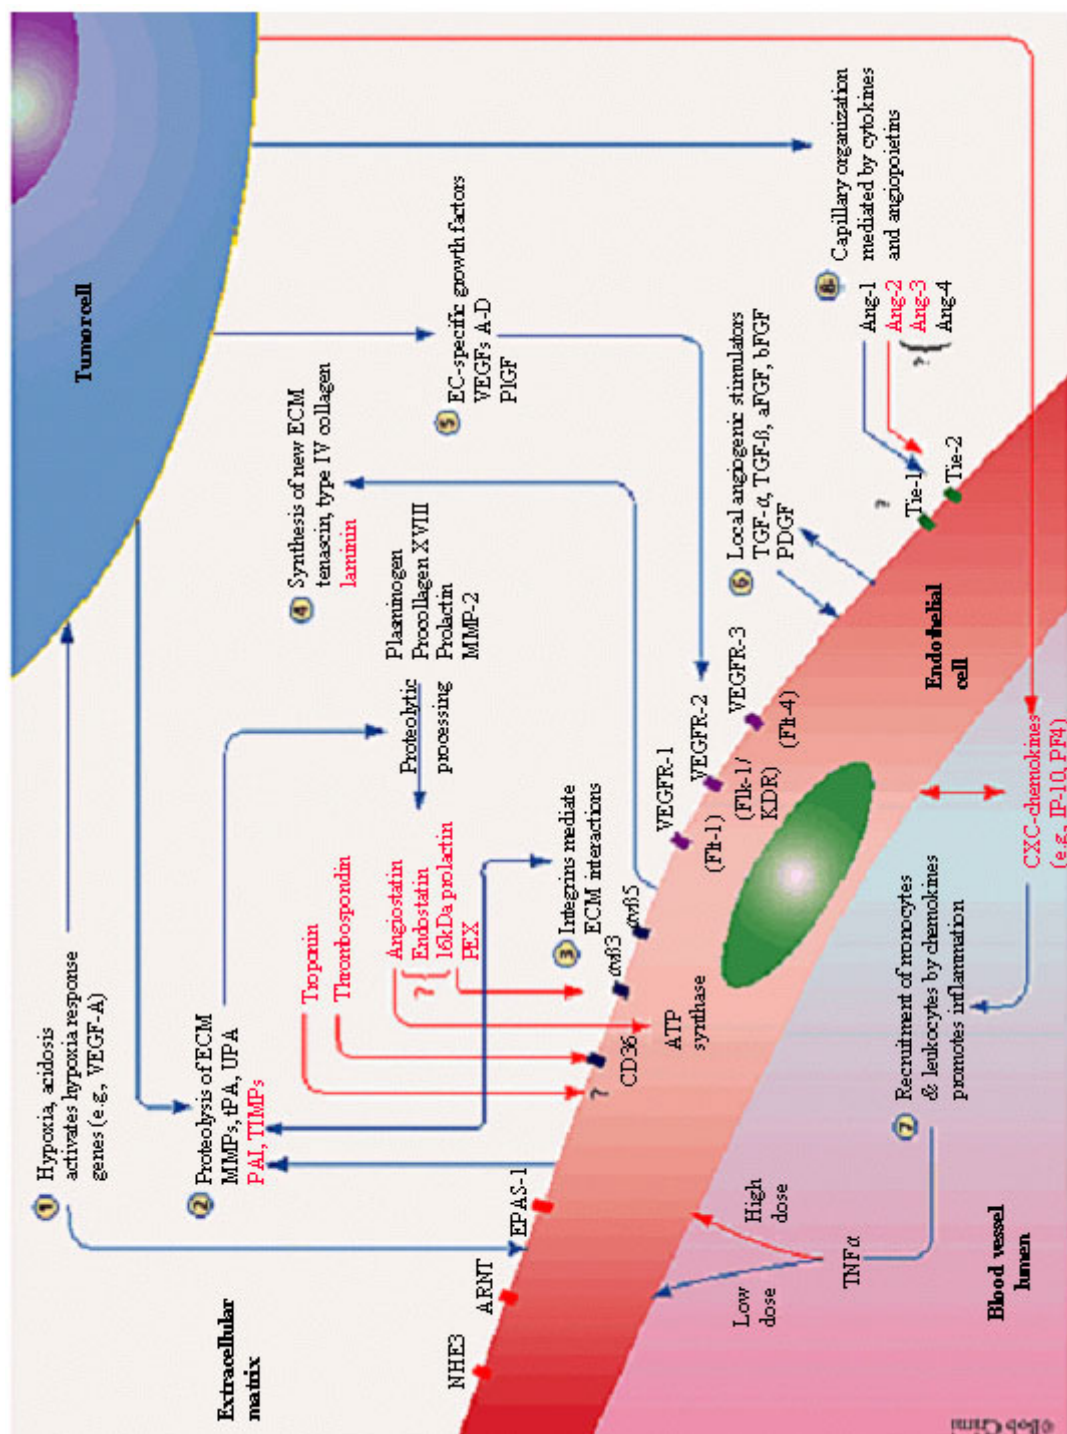 Tumor cell
Extracellular
matrix
1
Hypoxia, acidosis
activates hypoxia response
genes (e.g., VEGF-A)
2
Proteolysis of ECM
MMPs, tPA, UPA
PAI, TIMPs
Troponin
Thrombospondin
Angiostatin
Endostatin
16kDa prolactin
PEX
?
Proteolytic
processing
Plasminogen
Procollagen XVIII
Prolactin
MMP-2
4
Synthesis of new ECM
tenascin, type IV collagen
laminin
5
EC-specific growth factors
VEGFs A-D
PlGF
3
Integrins mediate
ECM interactions
6
Local angiogenic stimulators
TGF-α, TGF-ß, aFGF, bFGF
PDGF
8
Capillary organization
mediated by cytokines
and angiopoietins
Ang-1
Ang-2
Ang-3
Ang-4
?
NHE3
ARNT
EPAS-1
?
CD36
ATP
synthase
αvß3
αvß5
VEGFR-1
(Flt-1)
VEGFR-2
(Flk-1/
KDR)
VEGFR-3
(Flt-4)
?
Tie-1
Tie-2
Endothelial
cell
Low
dose
High
dose
TNFα
7
Recruitment of monocytes
& leukocytes by chemokines
promotes inflammation
CXC-chemokines
(e.g., IP-10, PF4)
Blood vessel
lumen
©Bob Crimi